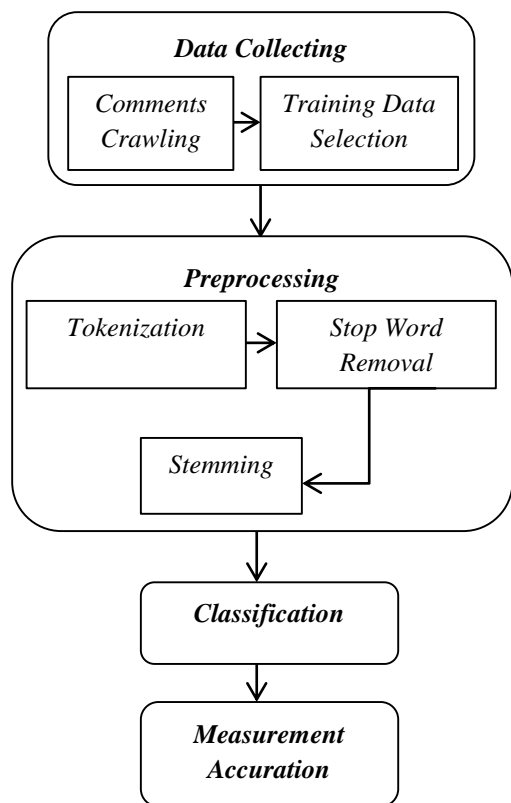 Data Collecting
Comments
Crawling
Training Data
Selection
Preprocessing
Tokenization
Stop Word
Removal
Stemming
Classification
Measurement
Accuration